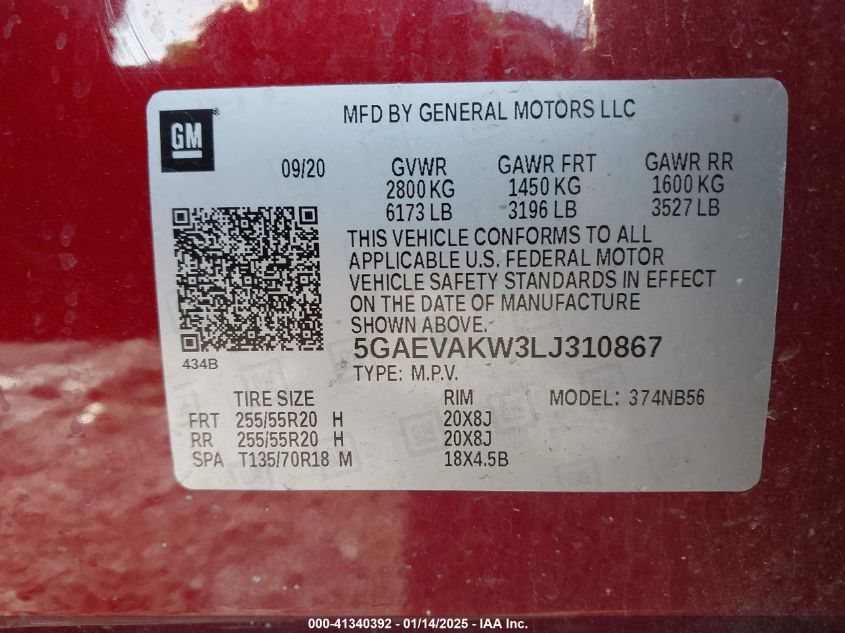 GM
MFD BY GENERAL MOTORS LLC
09/20 GVWR GAWR FRT GAWR RR
2800 KG 1450 KG 1600 KG
6173 LB 3196 LB 3527 LB
THIS VEHICLE CONFORMS TO ALL
APPLICABLE U.S. FEDERAL MOTOR
VEHICLE SAFETY STANDARDS IN EFFECT
ON THE DATE OF MANUFACTURE
SHOWN ABOVE.
434B
5GAEVAKW3LJ310867
TYPE: M.P.V.
TIRE SIZE RIM MODEL: 374NB56
FRT 255/55R20 H 20X8J
RR 255/55R20 H 20X8J
SPA T135/70R18 M 18X4.5B
000-41340392 - 01/14/2025 - IAA Inc.